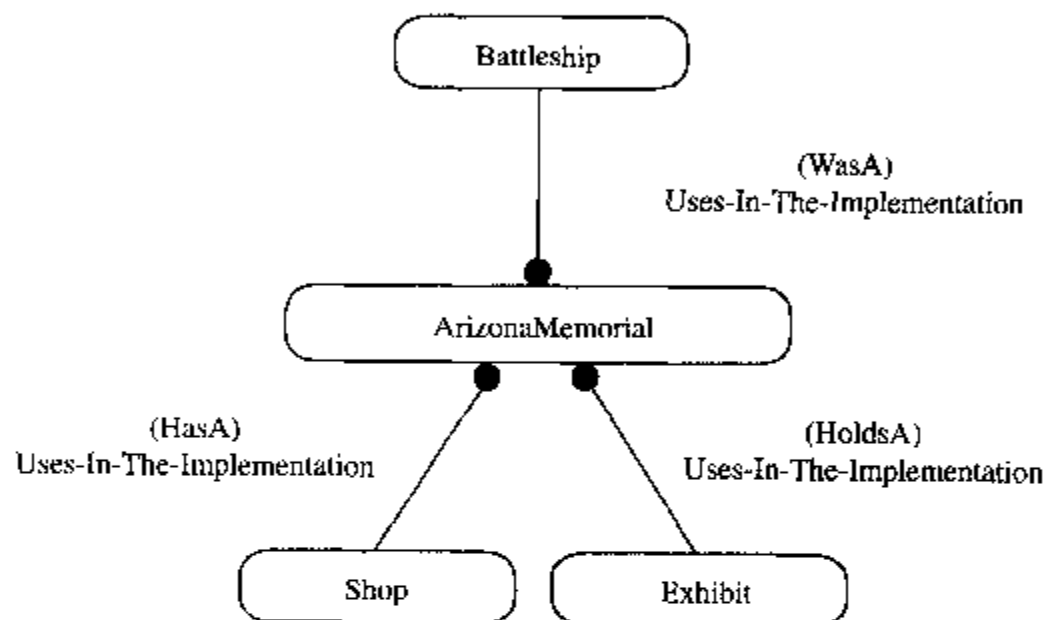 Battleship
(WasA)
Uses-In-The-Implementation
ArizonaMemorial
(HasA)
Uses-In-The-Implementation
(HoldsA)
Uses-In-The-Implementation
Shop
Exhibit